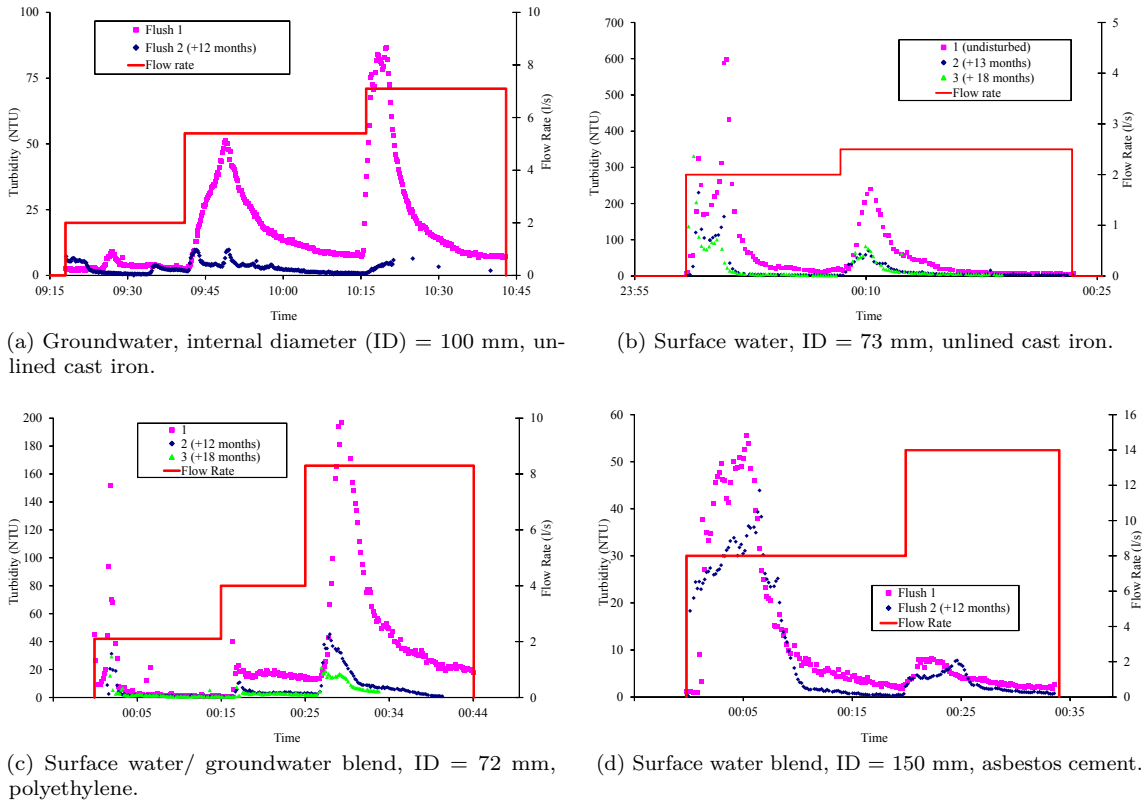 100
75
50
25
0
Turbidity (NTU)
Flush 1
Flush 2 (+12 months)
Flow rate
10
8
6
4
2
0
Flow Rate (l/s)
09:15 09:30 09:45 10:00 10:15 10:30 10:45
Time
(a) Groundwater, internal diameter (ID) = 100 mm, un-
lined cast iron.
700
600
500
400
300
200
100
0
Turbidity (NTU)
1 (undisturbed)
2 (+13 months)
3 (+ 18 months)
Flow rate
5
4
3
2
1
0
Flow Rate (l/s)
23:55 00:10 00:25
Time
(b) Surface water, ID = 73 mm, unlined cast iron.
200
180
160
140
120
100
80
60
40
20
0
Turbidity (NTU)
1
2 (+12 months)
3 (+18 months)
Flow Rate
10
8
6
4
2
0
Flow Rate (l/s)
00:05 00:15 00:25 00:34 00:44
Time
(c) Surface water/ groundwater blend, ID = 72 mm,
polyethylene.
60
50
40
30
20
10
0
Turbidity (NTU)
Flush 1
Flush 2 (+12 months)
Flow Rate
16
14
12
10
8
6
4
2
0
Flow Rate (l/s)
00:05 00:15 00:25 00:35
Time
(d) Surface water blend, ID = 150 mm, asbestos cement.